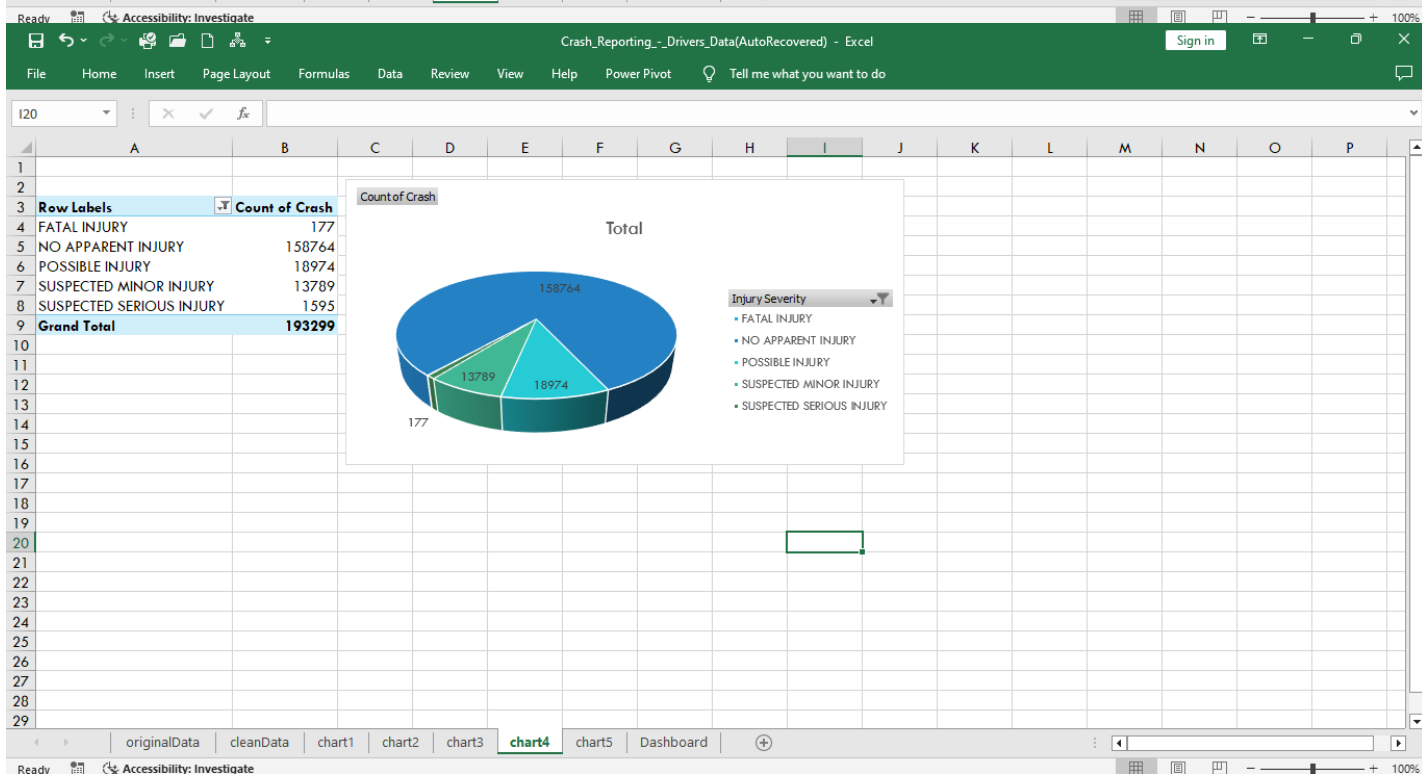 Ready Accessibility: Investigate 100%
Crash_Reporting_-_Drivers_Data(AutoRecovered) - Excel Sign in
File Home Insert Page Layout Formulas Data Review View Help Power Pivot Tell me what you want to do
I20 fx
A B C D E F G H I J K L M N O P
1
2
3 Row Labels Count of Crash
4 FATAL INJURY 177
5 NO APPARENT INJURY 158764
6 POSSIBLE INJURY 18974
7 SUSPECTED MINOR INJURY 13789
8 SUSPECTED SERIOUS INJURY 1595
9 Grand Total 193299
10
11
12
13
14
15
16
17
18
19
20
21
22
23
24
25
26
27
28
29
Count of Crash
Total
158764
13789
18974
177
Injury Severity
FATAL INJURY
NO APPARENT INJURY
POSSIBLE INJURY
SUSPECTED MINOR INJURY
SUSPECTED SERIOUS INJURY
originalData cleanData chart1 chart2 chart3 chart4 chart5 Dashboard
Ready Accessibility: Investigate 100%